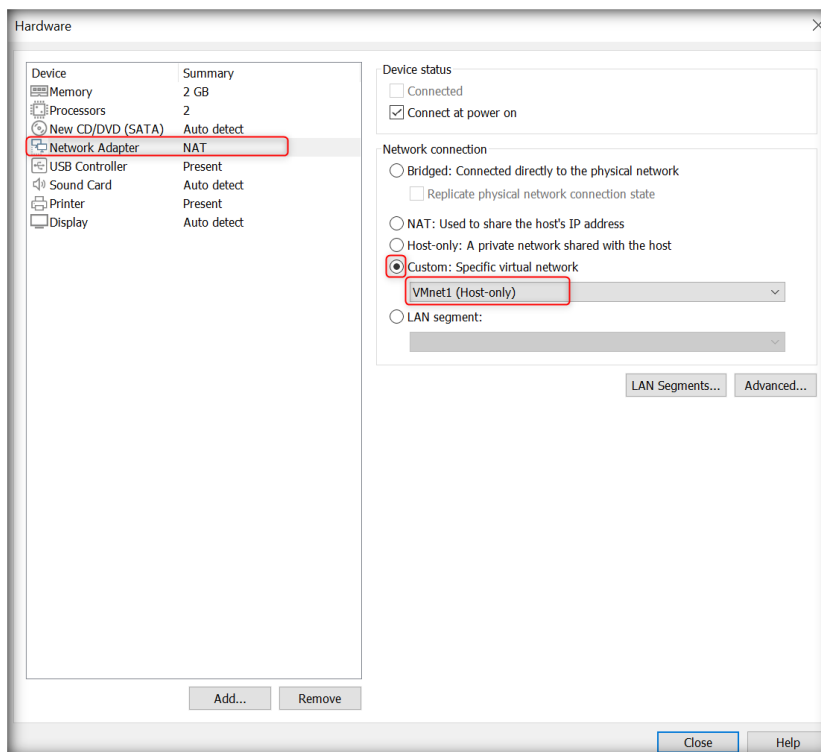 Hardware
Device Summary
Memory 2 GB
Processors 2
New CD/DVD (SATA) Auto detect
Network Adapter NAT
USB Controller Present
Sound Card Auto detect
Printer Present
Display Auto detect
Add...
Remove
Device status
Connected
Connect at power on
Network connection
Bridged: Connected directly to the physical network
Replicate physical network connection state
NAT: Used to share the host's IP address
Host-only: A private network shared with the host
Custom: Specific virtual network
VMnet1 (Host-only)
LAN segment:
LAN Segments...
Advanced...
Close
Help